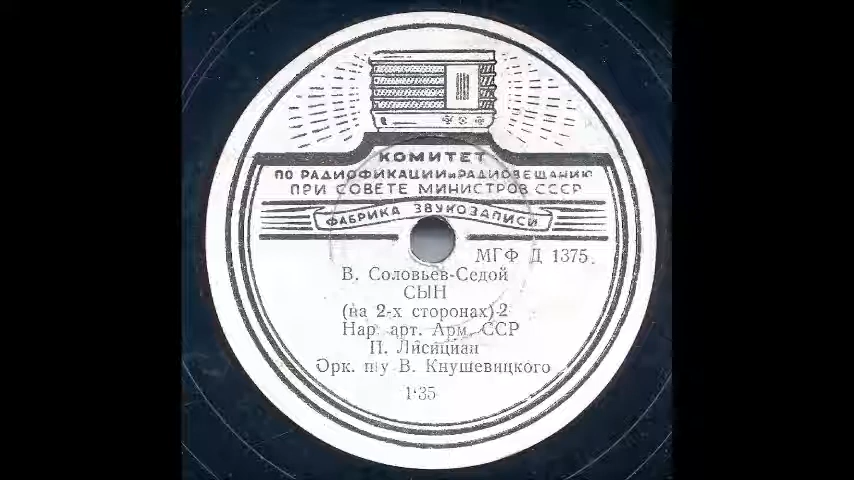 КОМИТЕТ
ПО РАДИОФИКАЦИИ и РАДИОВЕЩАНИЮ
ПРИ СОВЕТЕ МИНИСТРОВ СССР
ФАБРИКА ЗВУКОЗАПИСИ
МГФ Д 1375.
В. Соловьев-Седой
СЫН
(на 2-х сторонах)-2
Нар. арт. Арм. ССР
П. Лисициан
Орк. п/у В. Кнушевицкого
1-35